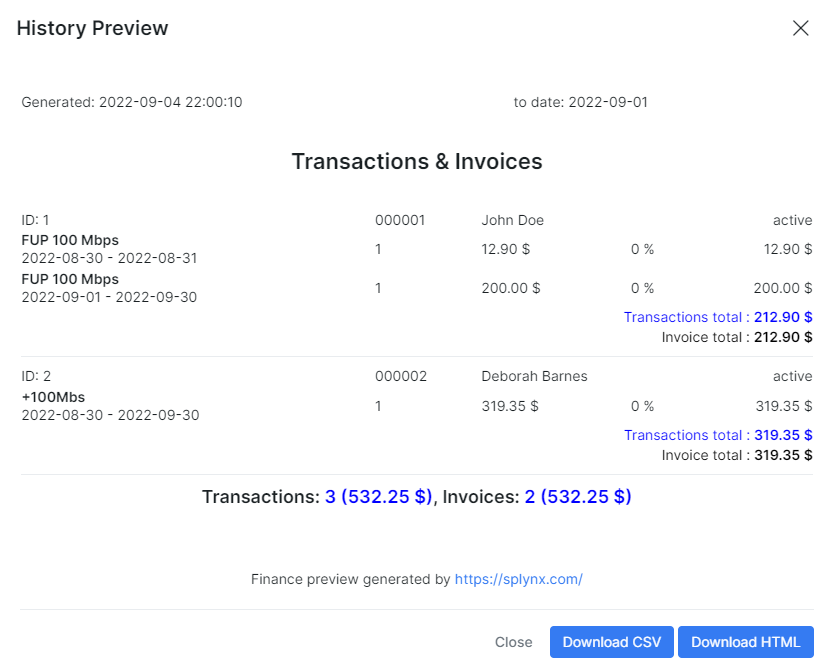 History Preview
Generated: 2022-09-04 22:00:10 to date: 2022-09-01
Transactions & Invoices
ID: 1 000001 John Doe active
FUP 100 Mbps
2022-08-30 - 2022-08-31 1 12.90 $ 0 % 12.90 $
FUP 100 Mbps
2022-09-01 - 2022-09-30 1 200.00 $ 0 % 200.00 $
Transactions total : 212.90 $
Invoice total : 212.90 $
ID: 2 000002 Deborah Barnes active
+100Mbs
2022-08-30 - 2022-09-30 1 319.35 $ 0 % 319.35 $
Transactions total : 319.35 $
Invoice total : 319.35 $
Transactions: 3 (532.25 $), Invoices: 2 (532.25 $)
Finance preview generated by https://splynx.com/
Close Download CSV Download HTML